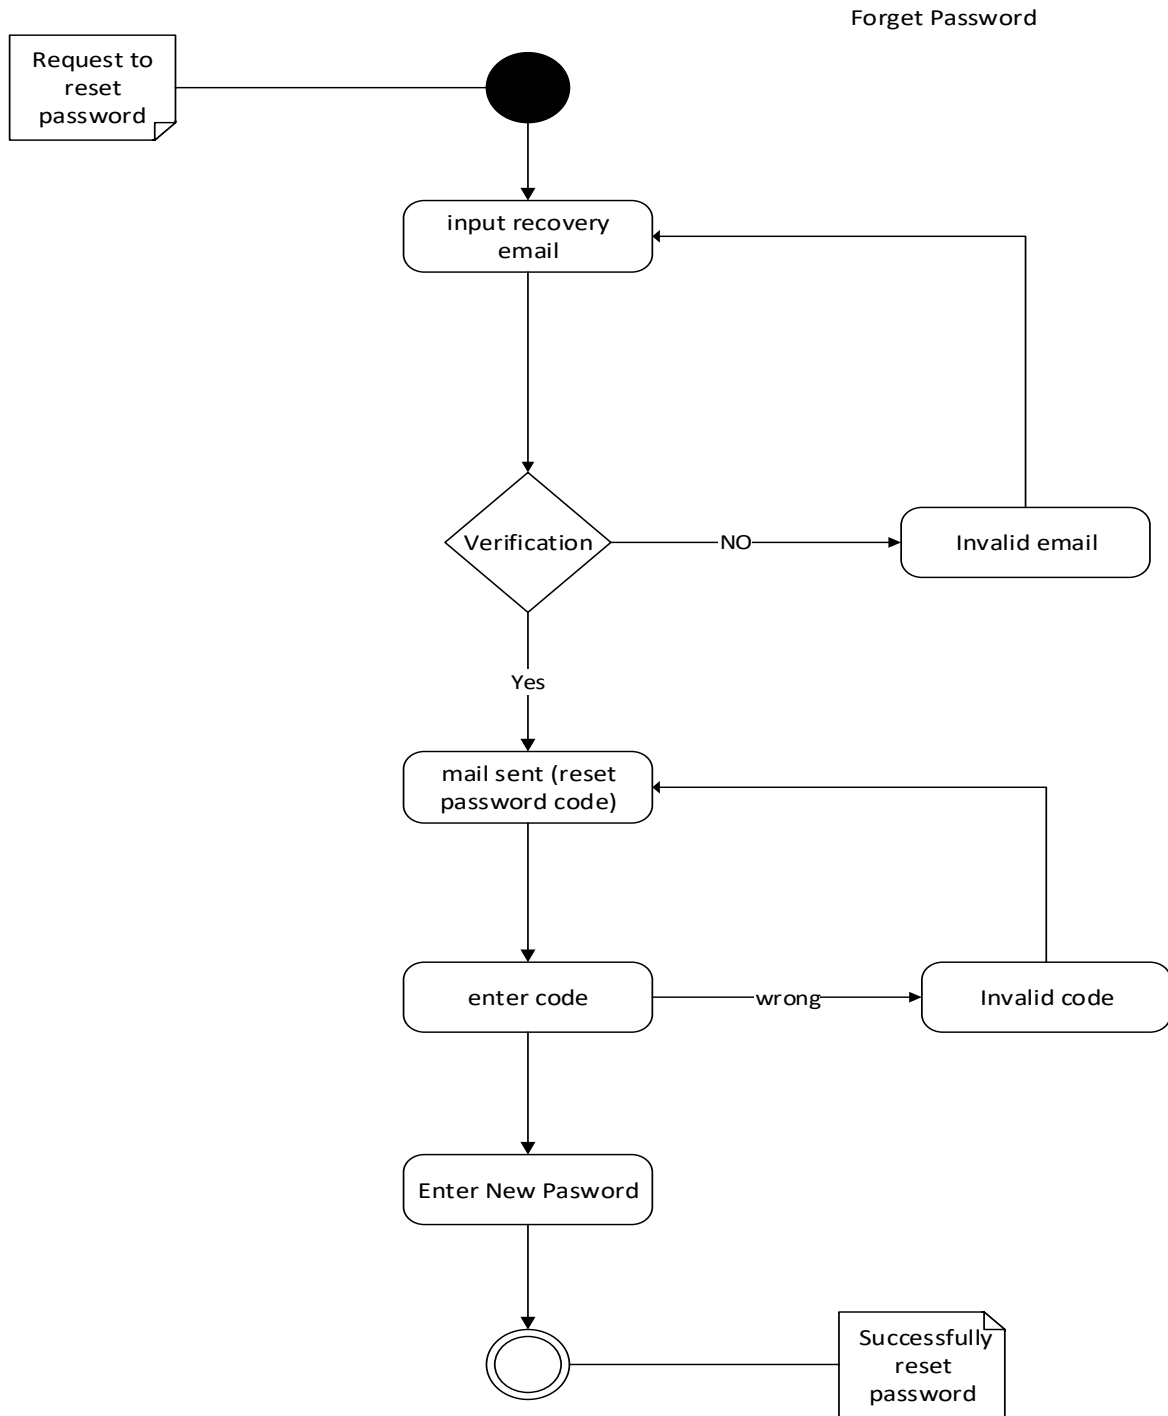 Forget Password
Request to
reset
password
input recovery
email
Verification
NO
Invalid email
Yes
mail sent (reset
password code)
enter code
wrong
Invalid code
Enter New Pasword
Successfully
reset
password